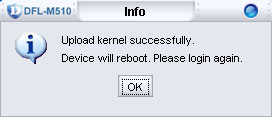 DFL-M510
Info
Upload kernel successfully.
Device will reboot. Please login again.
OK